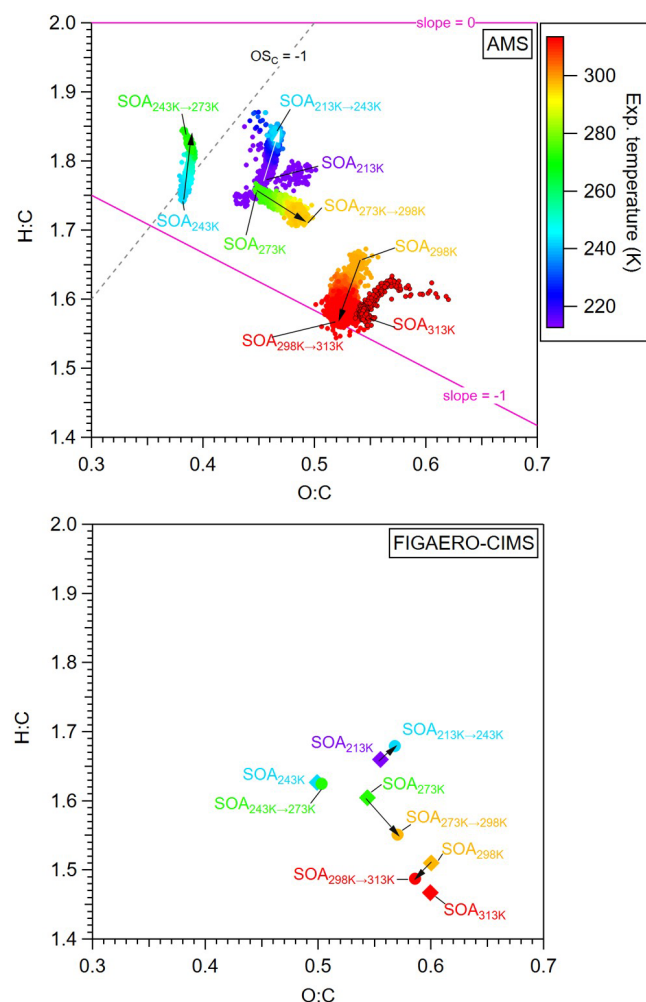 2.0
1.9
1.8
1.7
1.6
1.5
1.4
H:C
0.3
0.4
0.5
0.6
0.7
O:C
slope = 0
AMS
OSC = -1
SOA243K→273K
SOA213K→243K
SOA213K
SOA243K
SOA273K→298K
SOA273K
SOA298K
SOA298K→313K
SOA313K
slope = -1
300
280
260
240
220
Exp. temperature (K)
2.0
1.9
1.8
1.7
1.6
1.5
1.4
H:C
0.3
0.4
0.5
0.6
0.7
O:C
FIGAERO-CIMS
SOA213K→243K
SOA213K
SOA243K
SOA273K
SOA243K→273K
SOA273K→298K
SOA298K
SOA298K→313K
SOA313K